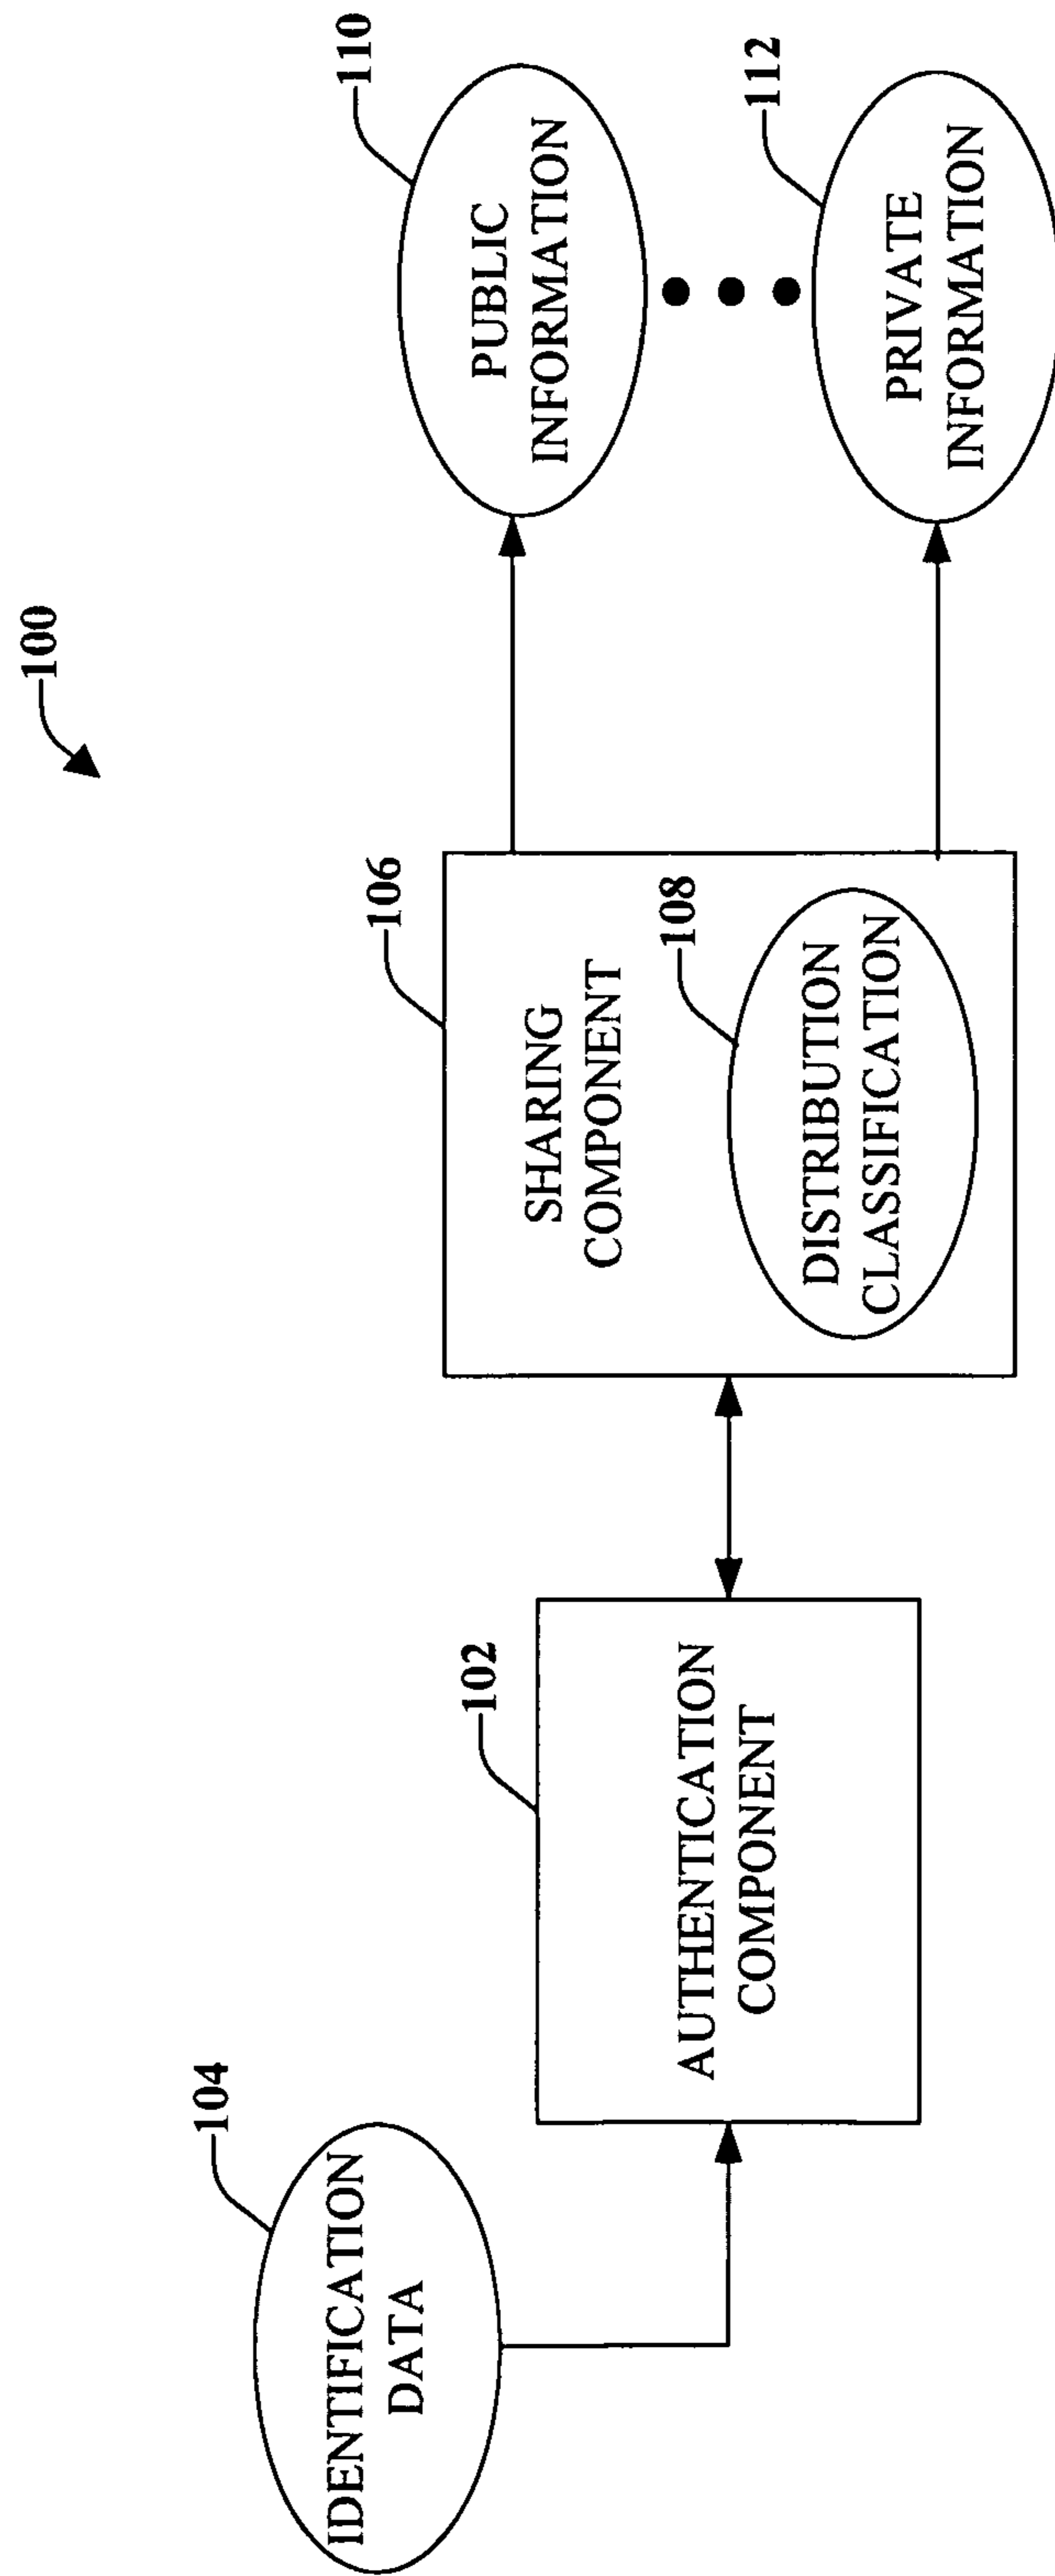 100
104
IDENTIFICATION
DATA
102
AUTHENTICATION
COMPONENT
106
SHARING
COMPONENT
108
DISTRIBUTION
CLASSIFICATION
110
PUBLIC
INFORMATION
112
PRIVATE
INFORMATION